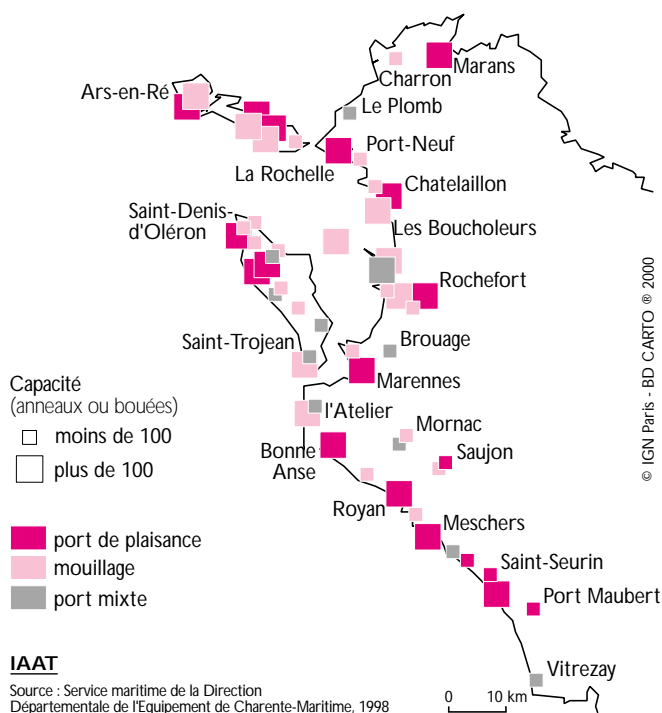 Marans
Charron
Ars-en-Ré
Le Plomb
Port-Neuf
La Rochelle
Chatelaillon
Saint-Denis-
d'Oléron
Les Boucholeurs
Rochefort
Saint-Trojean
Brouage
Marennes
Capacité
(anneaux ou bouées)
moins de 100
plus de 100
l'Atelier
Mornac
Bonne
Anse
Saujon
Royan
Meschers
port de plaisance
mouillage
port mixte
Saint-Seurin
Port Maubert
Vitrezay
IAAT
Source : Service maritime de la Direction
Départementale de l'Equipement de Charente-Maritime, 1998
0 10 km
© IGN Paris - BD CARTO ® 2000